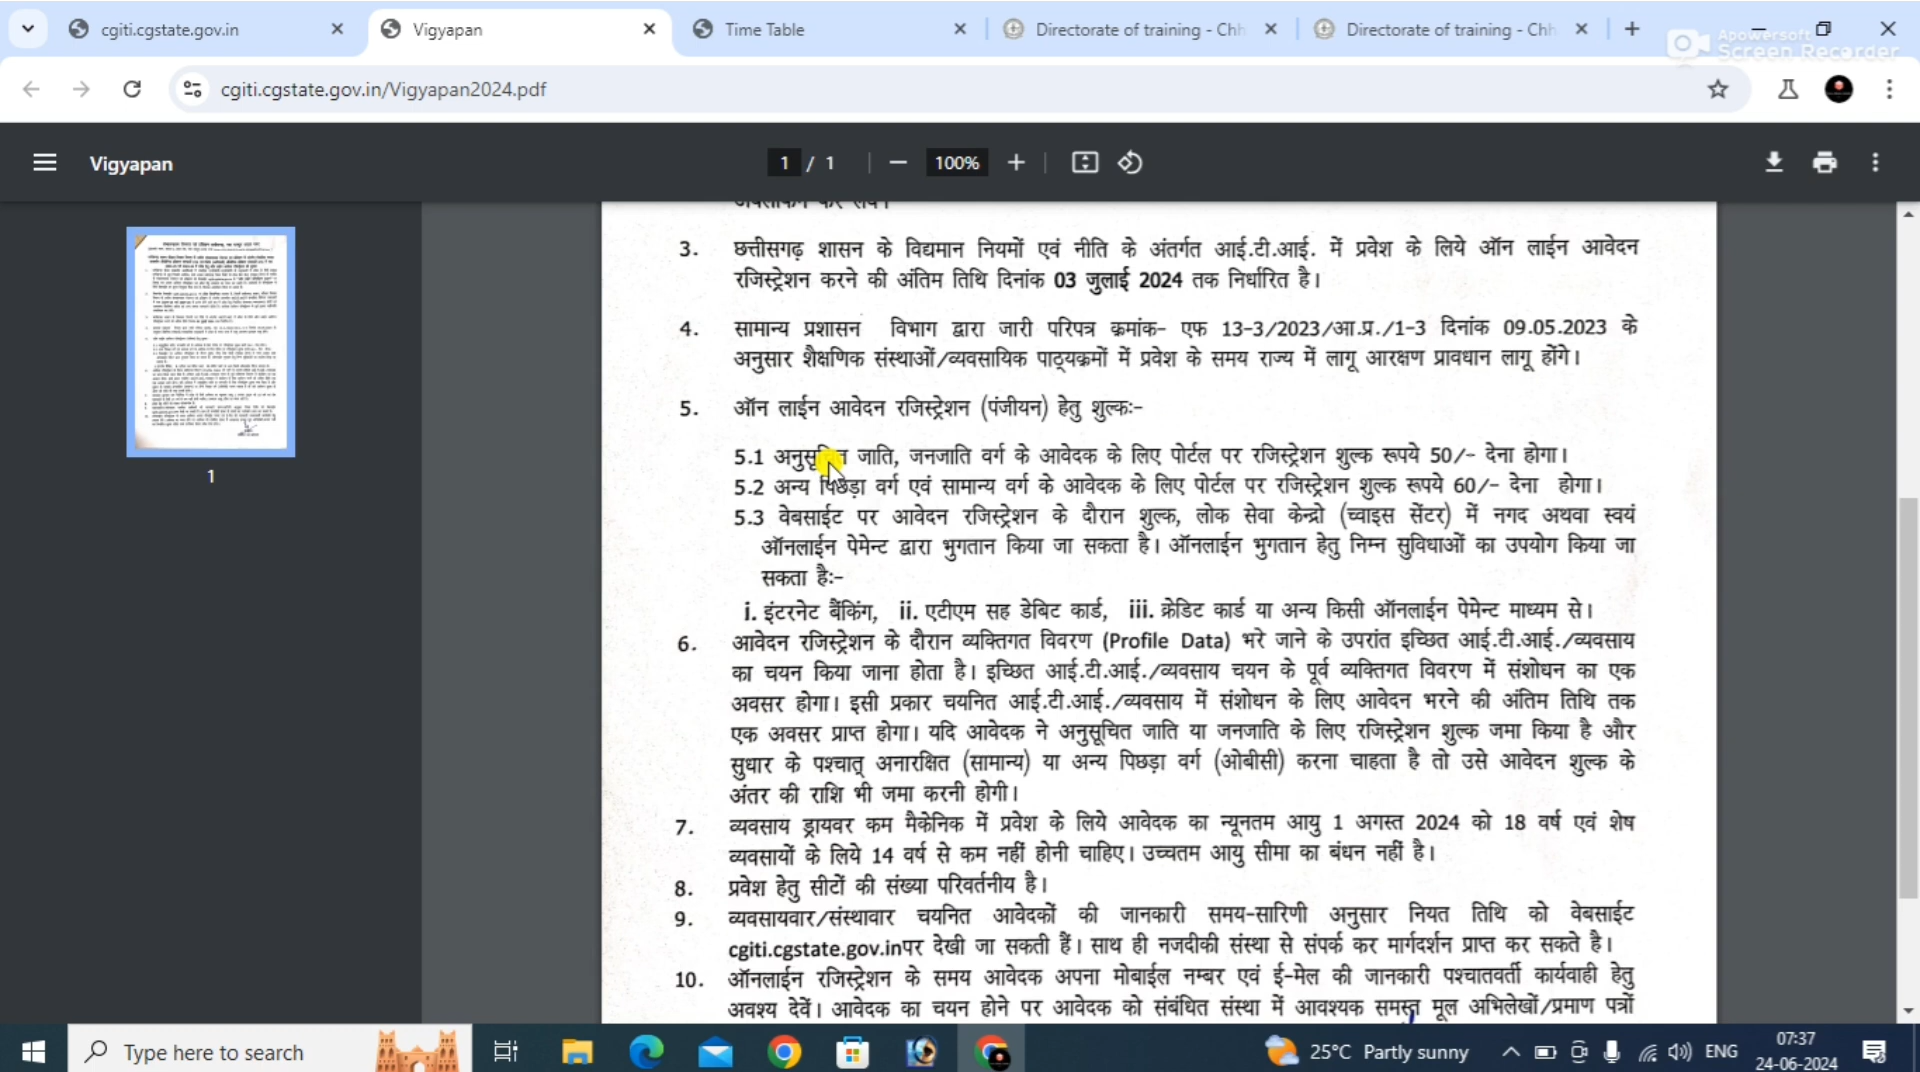 cgiti.cgstate.gov.in
Vigyapan
Time Table
Directorate of training - Chh
Directorate of training - Chh
Apowersoft
Screen Recorder
cgiti.cgstate.gov.in/Vigyapan2024.pdf
Vigyapan
1 / 1
100%
1
3. छत्तीसगढ़ शासन के विद्यमान नियमों एवं नीति के अंतर्गत आई.टी.आई. में प्रवेश के लिये ऑन लाईन आवेदन
रजिस्ट्रेशन करने की अंतिम तिथि दिनांक 03 जुलाई 2024 तक निर्धारित है।
4. सामान्य प्रशासन विभाग द्वारा जारी परिपत्र क्रमांक- एफ 13-3/2023/आ.प्र./1-3 दिनांक 09.05.2023 के
अनुसार शैक्षणिक संस्थाओं/व्यवसायिक पाठ्यक्रमों में प्रवेश के समय राज्य में लागू आरक्षण प्रावधान लागू होंगे।
5. ऑन लाईन आवेदन रजिस्ट्रेशन (पंजीयन) हेतु शुल्कः-
5.1 अनुसूचित जाति, जनजाति वर्ग के आवेदक के लिए पोर्टल पर रजिस्ट्रेशन शुल्क रूपये 50/- देना होगा।
5.2 अन्य पिछड़ा वर्ग एवं सामान्य वर्ग के आवेदक के लिए पोर्टल पर रजिस्ट्रेशन शुल्क रूपये 60/- देना होगा।
5.3 वेबसाईट पर आवेदन रजिस्ट्रेशन के दौरान शुल्क, लोक सेवा केन्द्रो (च्वाइस सेंटर) में नगद अथवा स्वयं
ऑनलाईन पेमेन्ट द्वारा भुगतान किया जा सकता है। ऑनलाईन भुगतान हेतु निम्न सुविधाओं का उपयोग किया जा
सकता हैः-
i. इंटरनेट बैंकिंग, ii. एटीएम सह डेबिट कार्ड, iii. क्रेडिट कार्ड या अन्य किसी ऑनलाईन पेमेन्ट माध्यम से।
6. आवेदन रजिस्ट्रेशन के दौरान व्यक्तिगत विवरण (Profile Data) भरे जाने के उपरांत इच्छित आई.टी.आई./व्यवसाय
का चयन किया जाना होता है। इच्छित आई.टी.आई./व्यवसाय चयन के पूर्व व्यक्तिगत विवरण में संशोधन का एक
अवसर होगा। इसी प्रकार चयनित आई.टी.आई./व्यवसाय में संशोधन के लिए आवेदन भरने की अंतिम तिथि तक
एक अवसर प्राप्त होगा। यदि आवेदक ने अनुसूचित जाति या जनजाति के लिए रजिस्ट्रेशन शुल्क जमा किया है और
सुधार के पश्चात् अनारक्षित (सामान्य) या अन्य पिछड़ा वर्ग (ओबीसी) करना चाहता है तो उसे आवेदन शुल्क के
अंतर की राशि भी जमा करनी होगी।
7. व्यवसाय ड्रायवर कम मैकेनिक में प्रवेश के लिये आवेदक का न्यूनतम आयु 1 अगस्त 2024 को 18 वर्ष एवं शेष
व्यवसायों के लिये 14 वर्ष से कम नहीं होनी चाहिए। उच्चतम आयु सीमा का बंधन नहीं है।
8. प्रवेश हेतु सीटों की संख्या परिवर्तनीय है।
9. व्यवसायवार/संस्थावार चयनित आवेदकों की जानकारी समय-सारिणी अनुसार नियत तिथि को वेबसाईट
cgiti.cgstate.gov.inपर देखी जा सकती हैं। साथ ही नजदीकी संस्था से संपर्क कर मार्गदर्शन प्राप्त कर सकते है।
10. ऑनलाईन रजिस्ट्रेशन के समय आवेदक अपना मोबाईल नम्बर एवं ई-मेल की जानकारी पश्चातवर्ती कार्यवाही हेतु
अवश्य देवें। आवेदक का चयन होने पर आवेदक को संबंधित संस्था में आवश्यक समस्त मूल अभिलेखों/प्रमाण पत्रों
Type here to search
25°C Partly sunny
ENG
07:37
24-06-2024